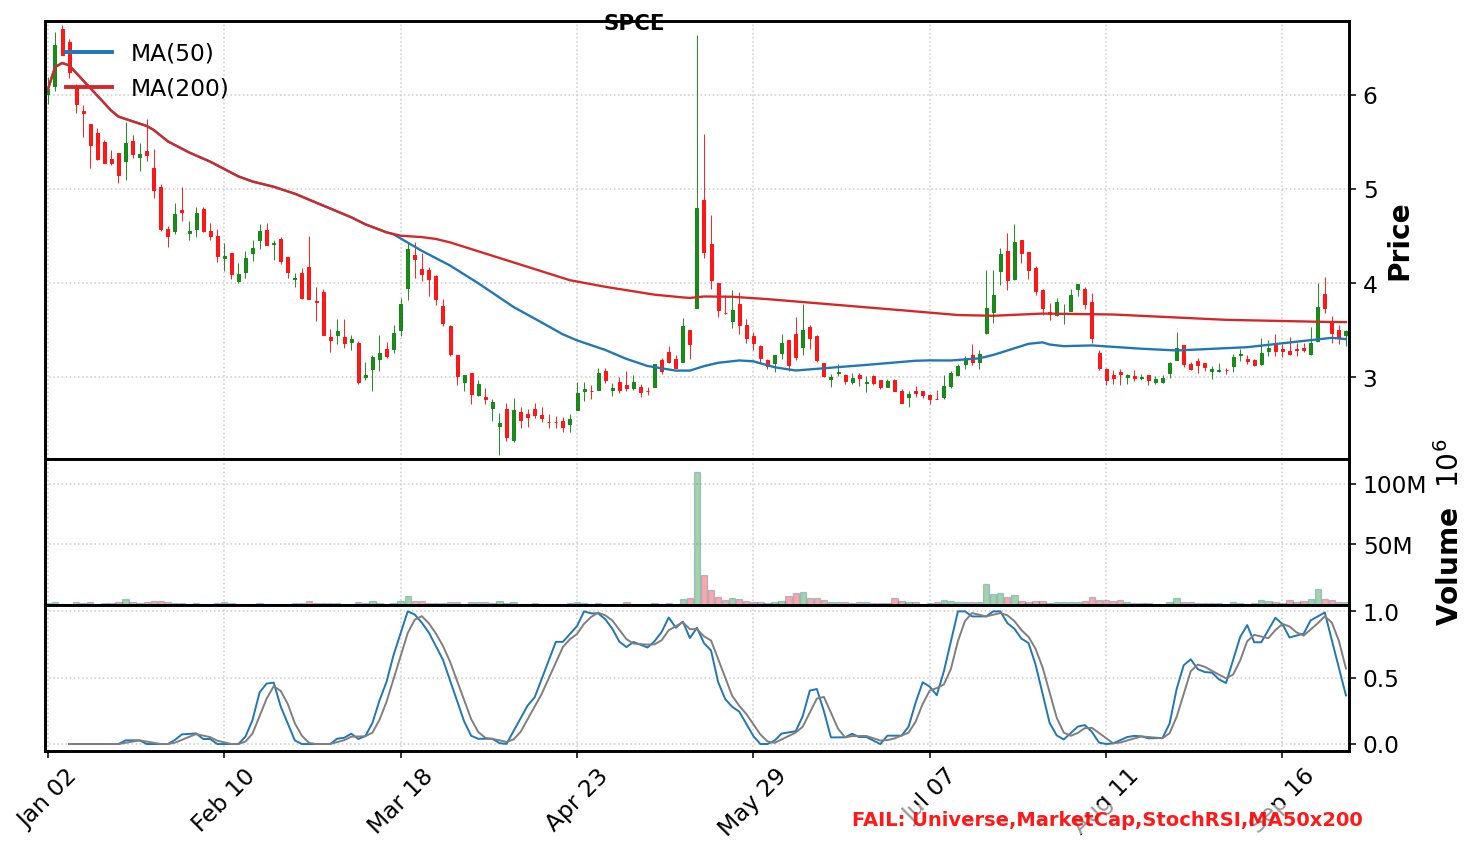 SPCE
MA(50)
MA(200)
6
5
4
3
Price
100M
50M
Volume 10⁶
1.0
0.5
0.0
Jan 02
Feb 10
Mar 18
Apr 23
May 29
Jul 07
Aug 11
Sep 16
FAIL: Universe,MarketCap,StochRSI,MA50x200